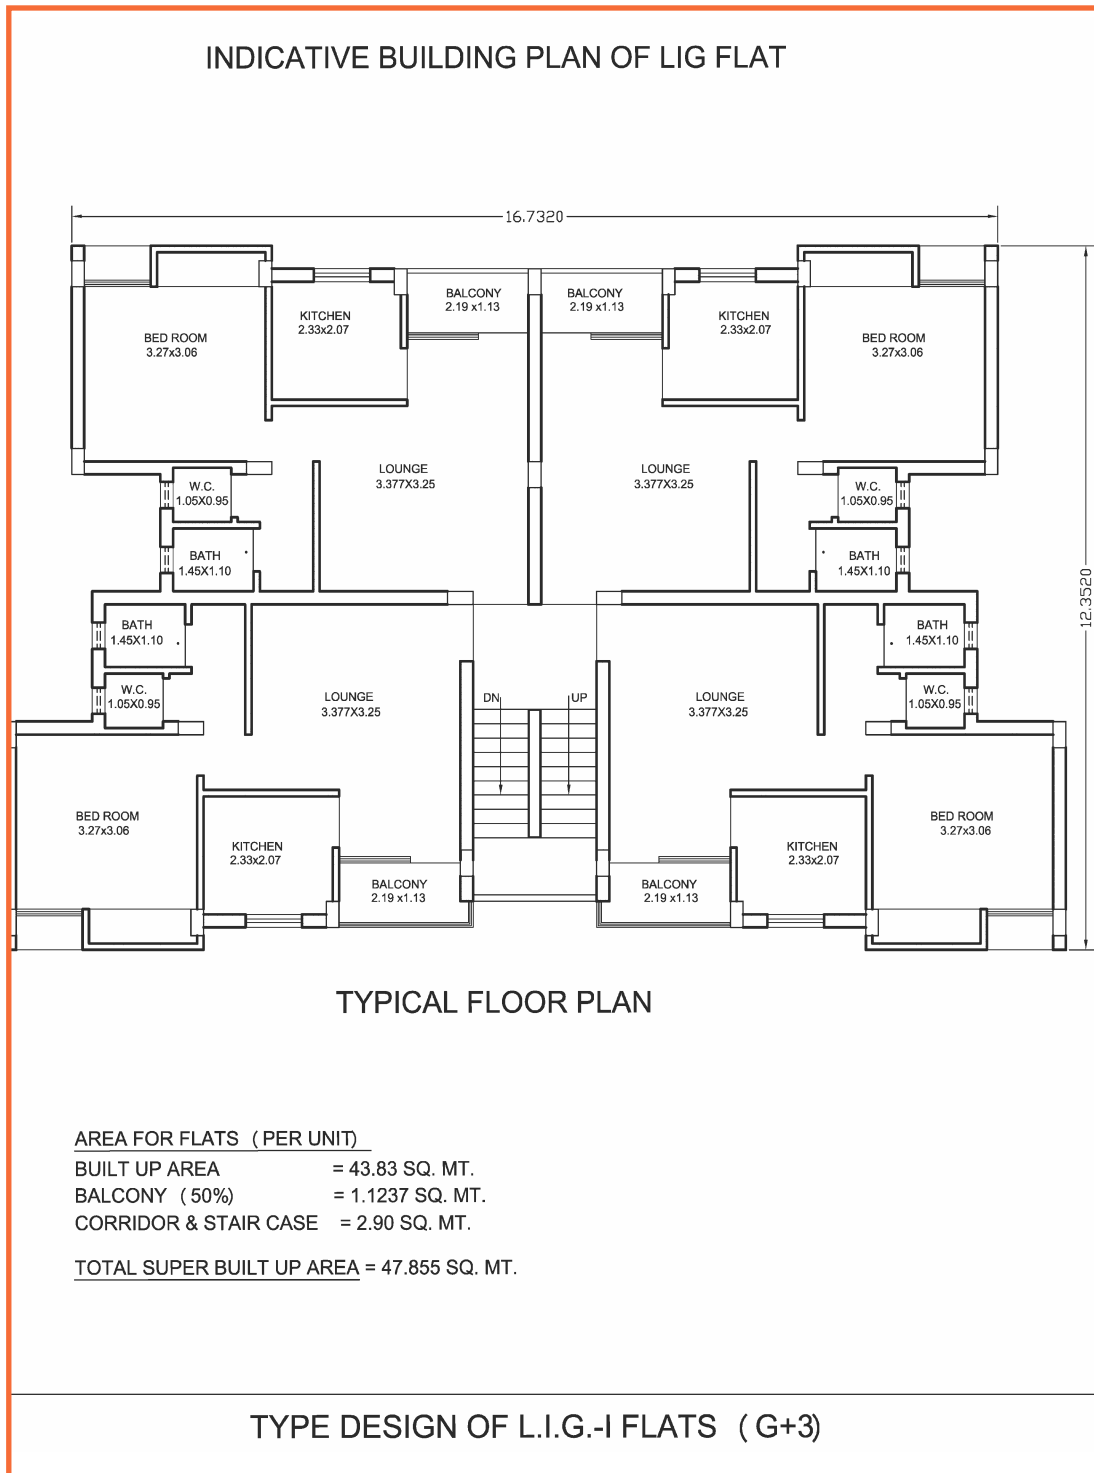 INDICATIVE BUILDING PLAN OF LIG FLAT
16.7320
BALCONY
2.19 x1.13
BALCONY
2.19 x1.13
KITCHEN
2.33x2.07
KITCHEN
2.33x2.07
BED ROOM
3.27x3.06
BED ROOM
3.27x3.06
LOUNGE
3.377X3.25
LOUNGE
3.377X3.25
W.C.
1.05X0.95
W.C.
1.05X0.95
BATH
1.45X1.10
BATH
1.45X1.10
12.3520
BATH
1.45X1.10
BATH
1.45X1.10
W.C.
1.05X0.95
W.C.
1.05X0.95
LOUNGE
3.377X3.25
DN
UP
LOUNGE
3.377X3.25
BED ROOM
3.27x3.06
BED ROOM
3.27x3.06
KITCHEN
2.33x2.07
KITCHEN
2.33x2.07
BALCONY
2.19 x1.13
BALCONY
2.19 x1.13
TYPICAL FLOOR PLAN
AREA FOR FLATS ( PER UNIT)
BUILT UP AREA = 43.83 SQ. MT.
BALCONY ( 50%) = 1.1237 SQ. MT.
CORRIDOR & STAIR CASE = 2.90 SQ. MT.
TOTAL SUPER BUILT UP AREA = 47.855 SQ. MT.
TYPE DESIGN OF L.I.G.-I FLATS ( G+3)